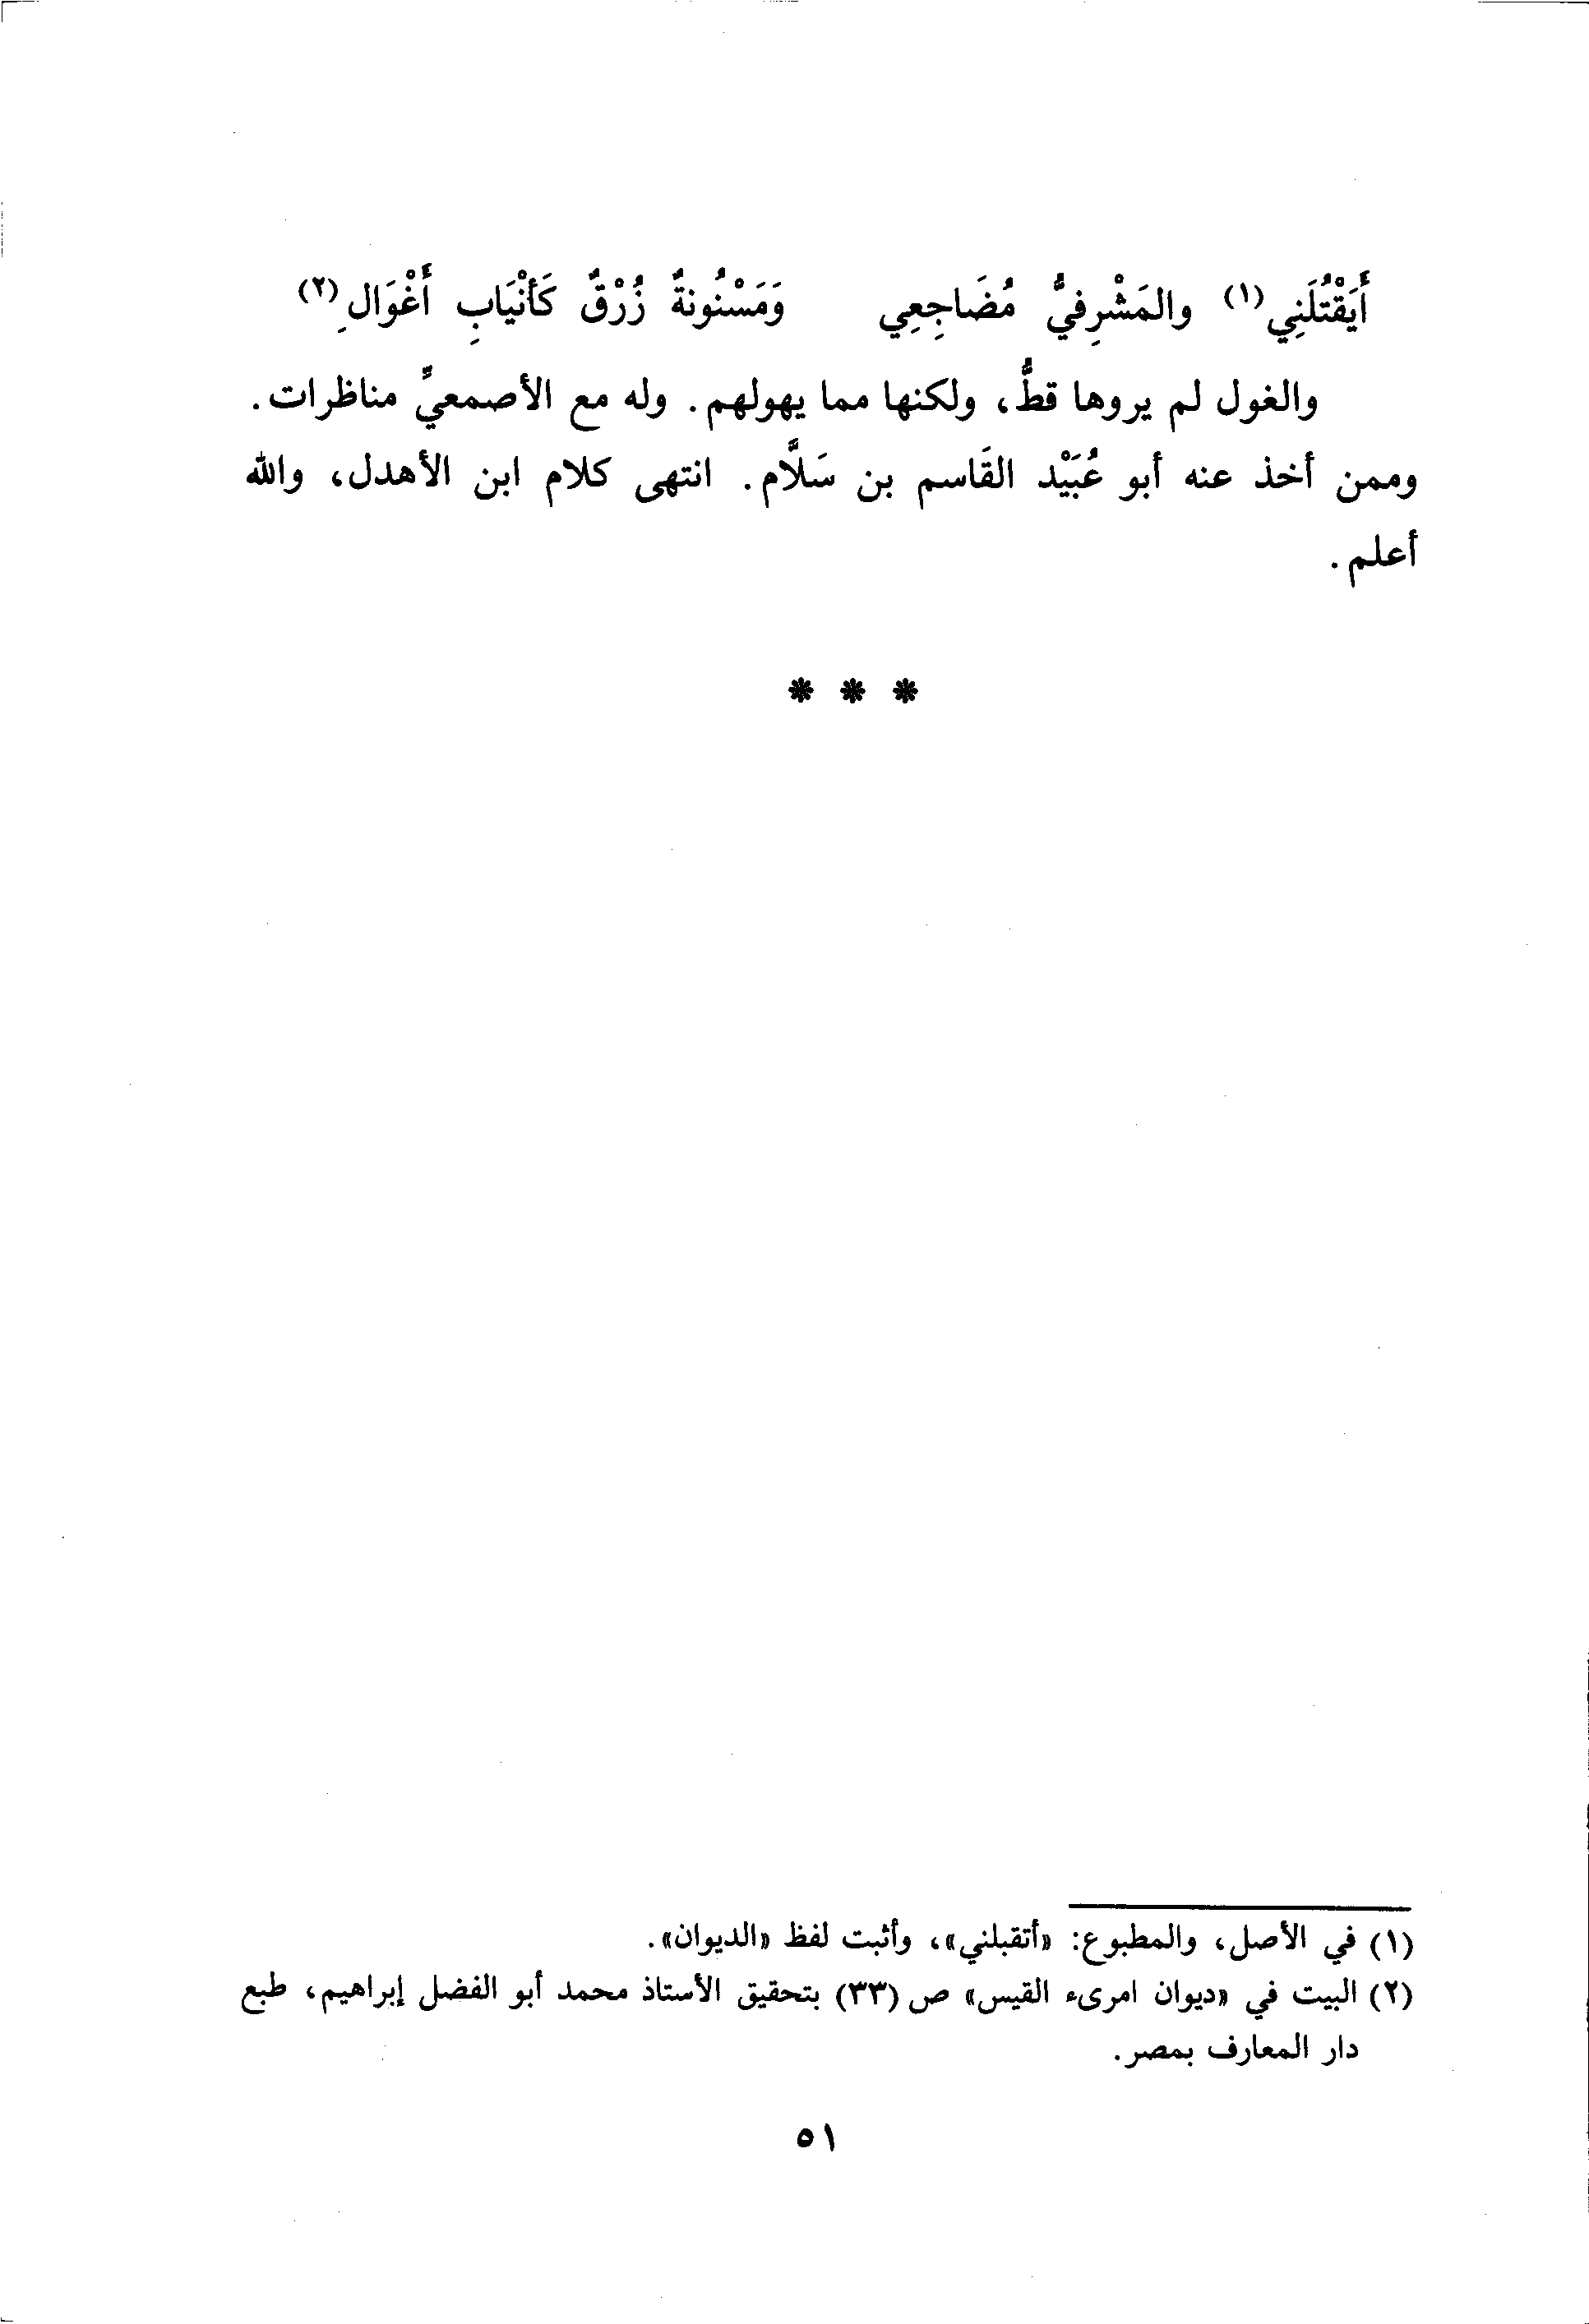 أَيَقْتُلَنِي(١) والمَشْرِفيُّ مُضَاجِعِي وَمَسْنُونةٌ زُرْقٌ كَأَنْيَابِ أَغْوَالِ(٢)
والغول لم يروها قطُّ، ولكنها مما يهولهم. وله مع الأصمعيِّ مناظرات.
وممن أخذ عنه أبو عُبَيْد القَاسم بن سَلَّام. انتهى كلام ابن الأهدل، والله
أعلم.
* * *
(١) في الأصل، والمطبوع: «أتقبلني»، وأثبت لفظ «الديوان».
(٢) البيت في «ديوان امرىء القيس» ص (٣٣) بتحقيق الأستاذ محمد أبو الفضل إبراهيم، طبع
دار المعارف بمصر.
٥١